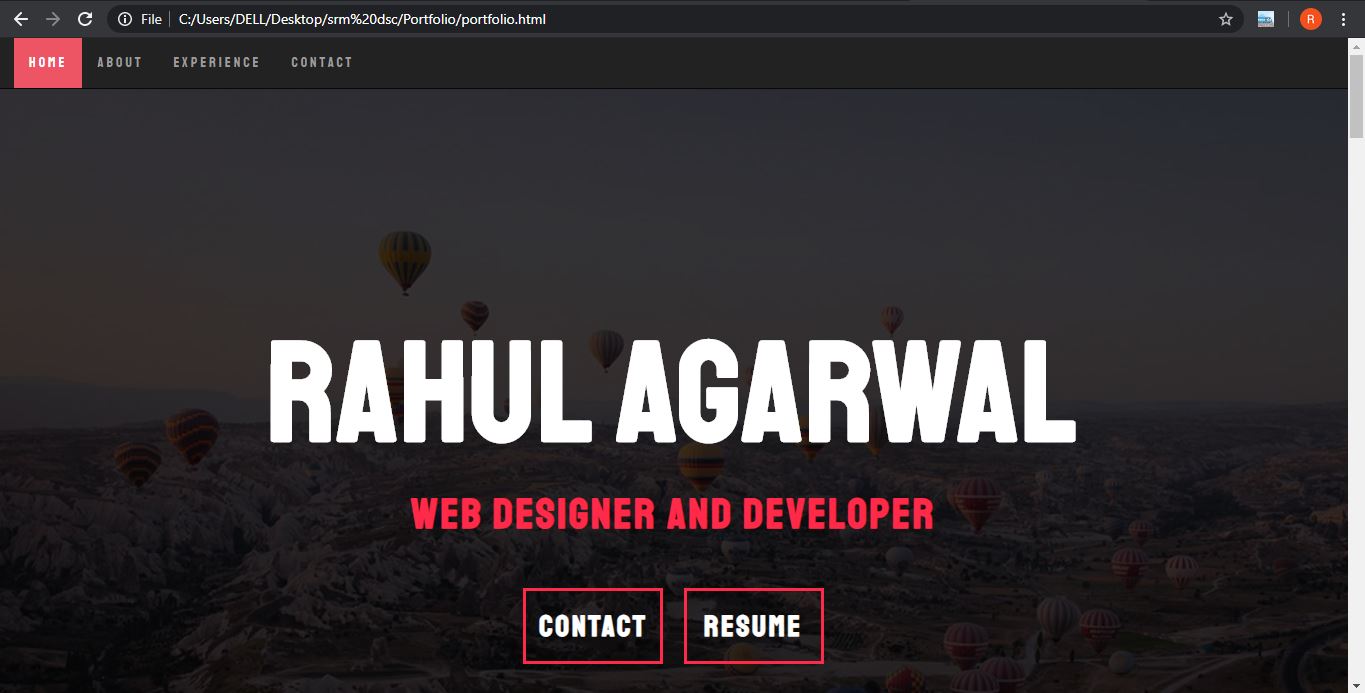 File C:/Users/DELL/Desktop/srm%20dsc/Portfolio/portfolio.html R
HOME ABOUT EXPERIENCE CONTACT
RAHUL AGARWAL
WEB DESIGNER AND DEVELOPER
CONTACT RESUME